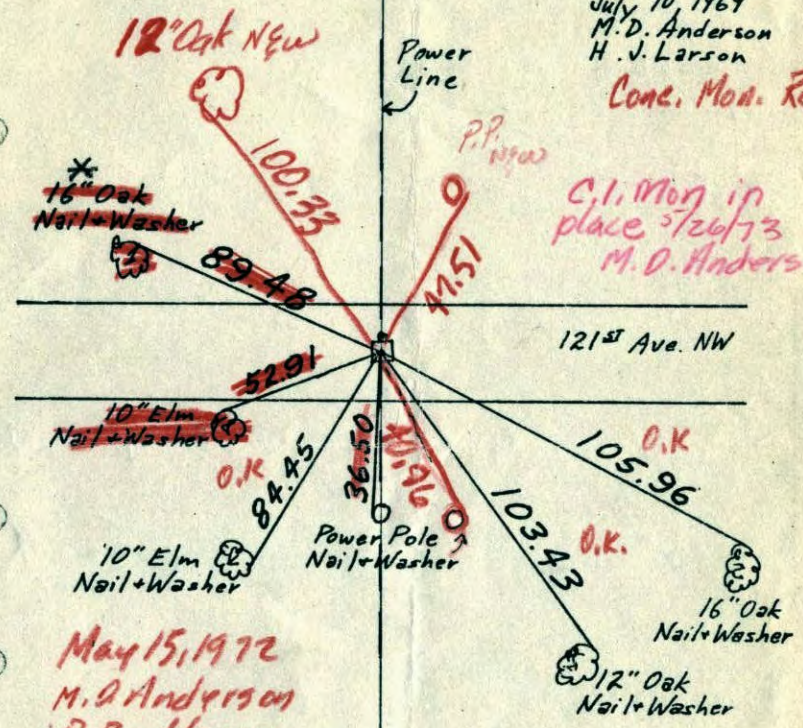 July 10, 1969
M.D. Anderson
H.J. Larson
Conc. Mon.
12" Oak New
Power
Line
P.P.
New
100.33
47.51
C.I. Mon in
place 5/26/73
M.D. Anders
16" Oak
Nail+Washer
89.48
121ST Ave. NW
52.91
10" Elm
Nail+Washer
O.K
84.45
36.50
105.96
O.K
103.43
O.K.
10" Elm
Nail+Washer
Power Pole
Nail+Washer
16" Oak
Nail+Washer
12" Oak
Nail+Washer
May 15, 1972
M.D Anderson